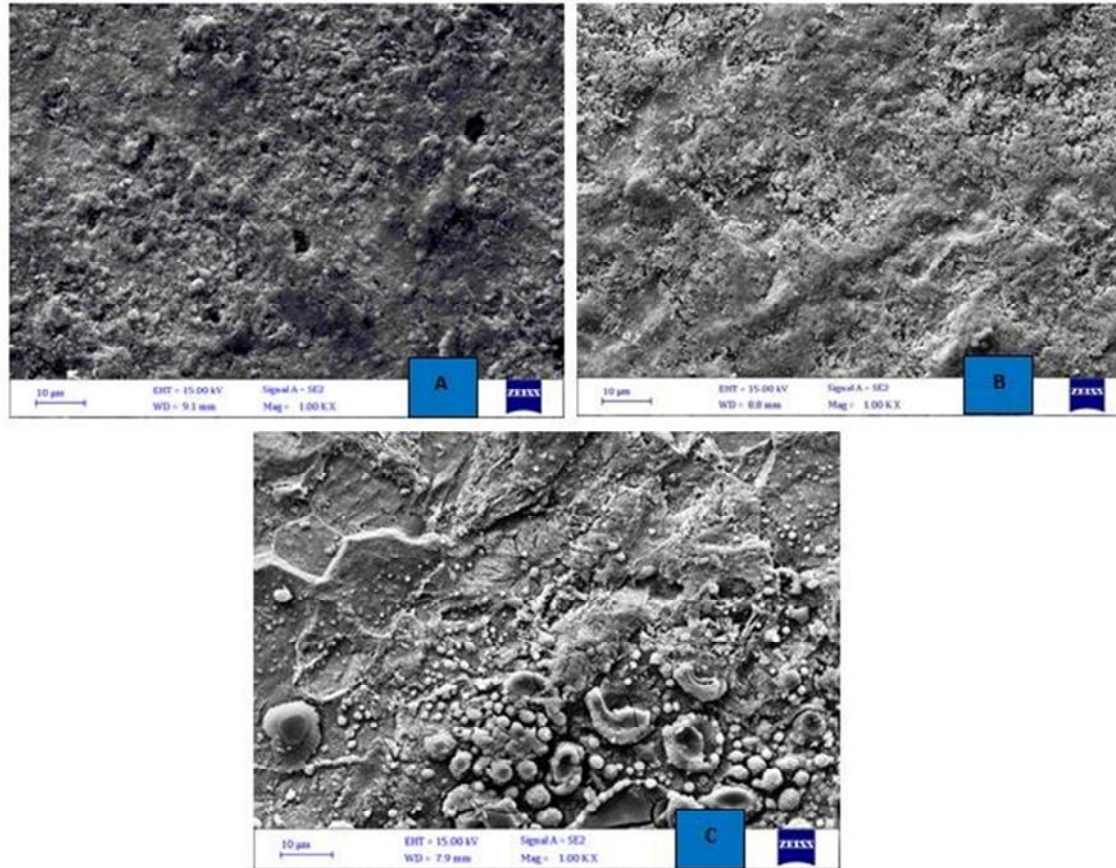 10 µm
EHT = 15.00 kV
WD = 9.1 mm
Signal A = SE2
Mag = 1.00 K X
A
ZEISS
10 µm
EHT = 15.00 kV
WD = 8.8 mm
Signal A = SE2
Mag = 1.00 K X
B
ZEISS
10 µm
EHT = 15.00 kV
WD = 7.9 mm
Signal A = SE2
Mag = 1.00 K X
C
ZEISS